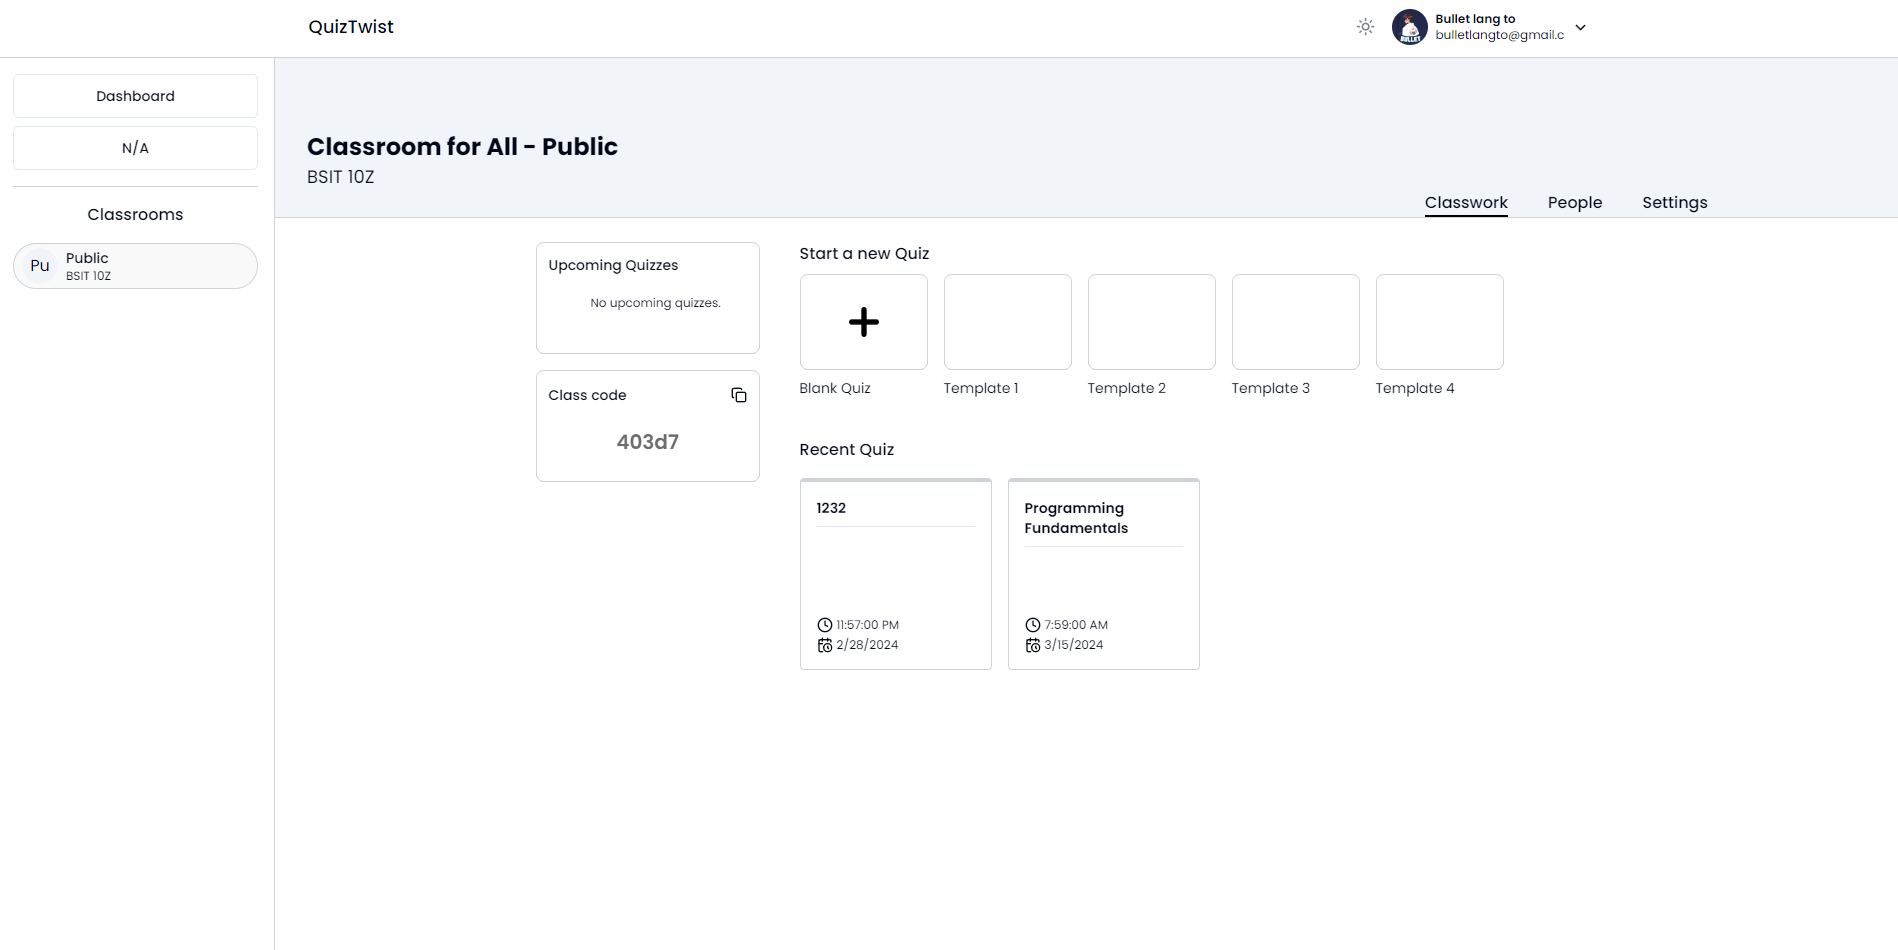 QuizTwist
Bullet lang to
bulletlangto@gmail.c
Dashboard
N/A
Classrooms
Pu
Public
BSIT 10Z
Classroom for All - Public
BSIT 10Z
Classwork
People
Settings
Upcoming Quizzes
No upcoming quizzes.
Class code
403d7
Start a new Quiz
Blank Quiz
Template 1
Template 2
Template 3
Template 4
Recent Quiz
1232
11:57:00 PM
2/28/2024
Programming
Fundamentals
7:59:00 AM
3/15/2024
BULLET